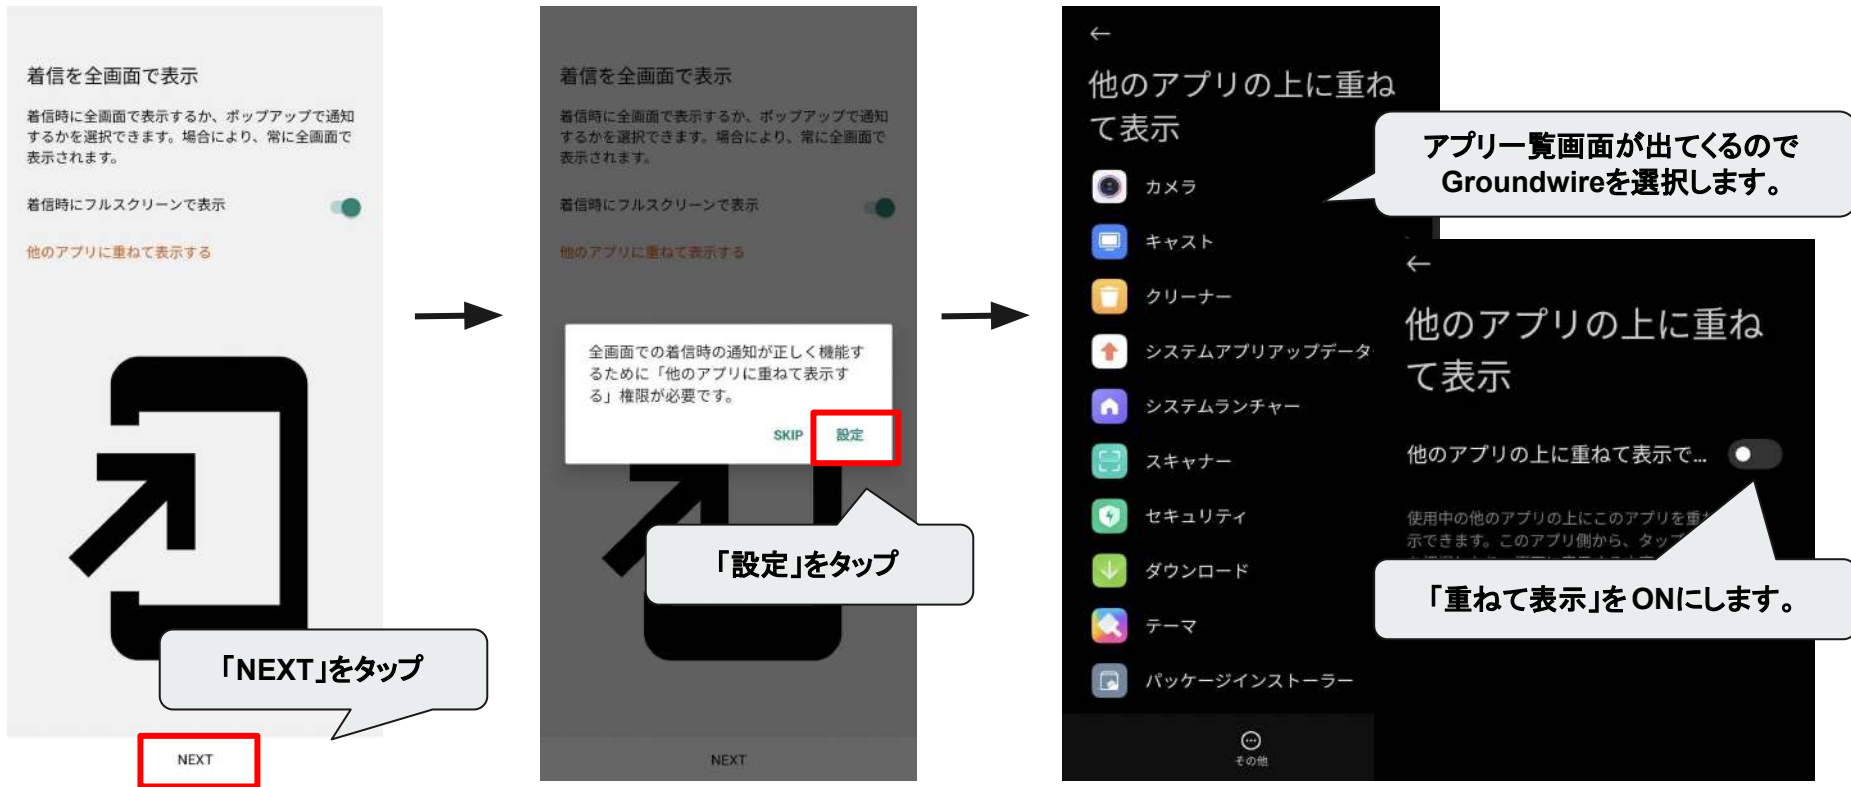 着信を全画面で表示
着信時に全画面で表示するか、ポップアップで通知
するかを選択できます。場合により、常に全画面で
表示されます。
着信時にフルスクリーンで表示
他のアプリに重ねて表示する
「NEXT」をタップ
NEXT
着信を全画面で表示
着信時に全画面で表示するか、ポップアップで通知
するかを選択できます。場合により、常に全画面で
表示されます。
着信時にフルスクリーンで表示
他のアプリに重ねて表示する
全画面での着信時の通知が正しく機能す
るために「他のアプリに重ねて表示す
る」権限が必要です。
SKIP 設定
「設定」をタップ
NEXT
他のアプリの上に重ね
て表示
アプリ一覧画面が出てくるので
Groundwireを選択します。
カメラ
キャスト
クリーナー
システムアプリアップデータ
システムランチャー
スキャナー
セキュリティ
ダウンロード
テーマ
パッケージインストーラー
その他
他のアプリの上に重ね
て表示
他のアプリの上に重ねて表示で...
使用中の他のアプリの上にこのアプリを重
示できます。このアプリ側から、タップ
「重ねて表示」をONにします。